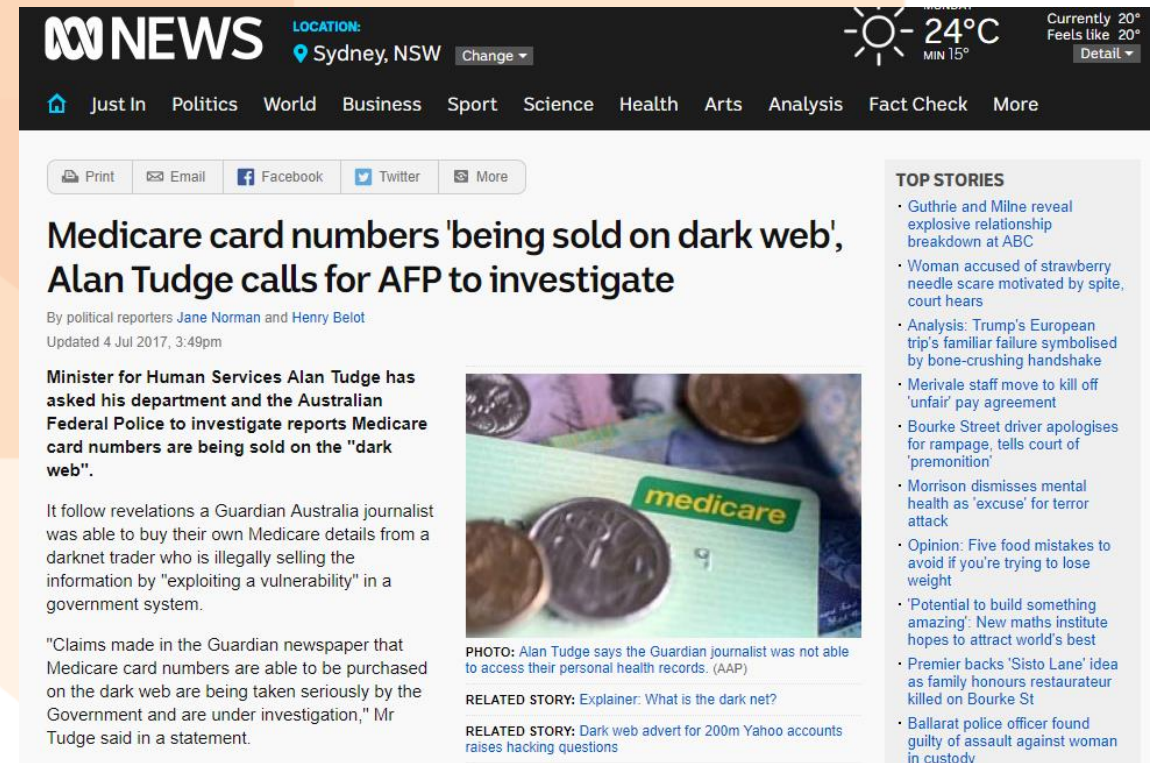 NEWS
LOCATION:
Sydney, NSW Change
MONDAY
24°C
MIN 15°
Currently 20°
Feels like 20°
Detail
Just In Politics World Business Sport Science Health Arts Analysis Fact Check More
Print Email Facebook Twitter More
Medicare card numbers 'being sold on dark web',
Alan Tudge calls for AFP to investigate
By political reporters Jane Norman and Henry Belot
Updated 4 Jul 2017, 3:49pm
Minister for Human Services Alan Tudge has
asked his department and the Australian
Federal Police to investigate reports Medicare
card numbers are being sold on the "dark
web".
It follow revelations a Guardian Australia journalist
was able to buy their own Medicare details from a
darknet trader who is illegally selling the
information by "exploiting a vulnerability" in a
government system.
"Claims made in the Guardian newspaper that
Medicare card numbers are able to be purchased
on the dark web are being taken seriously by the
Government and are under investigation," Mr
Tudge said in a statement.
medicare
PHOTO: Alan Tudge says the Guardian journalist was not able
to access their personal health records. (AAP)
RELATED STORY: Explainer: What is the dark net?
RELATED STORY: Dark web advert for 200m Yahoo accounts
raises hacking questions
TOP STORIES
· Guthrie and Milne reveal
explosive relationship
breakdown at ABC
· Woman accused of strawberry
needle scare motivated by spite,
court hears
· Analysis: Trump's European
trip's familiar failure symbolised
by bone-crushing handshake
· Merivale staff move to kill off
'unfair' pay agreement
· Bourke Street driver apologises
for rampage, tells court of
'premonition'
· Morrison dismisses mental
health as 'excuse' for terror
attack
· Opinion: Five food mistakes to
avoid if you're trying to lose
weight
· 'Potential to build something
amazing': New maths institute
hopes to attract world's best
· Premier backs 'Sisto Lane' idea
as family honours restaurateur
killed on Bourke St
· Ballarat police officer found
guilty of assault against woman
in custody